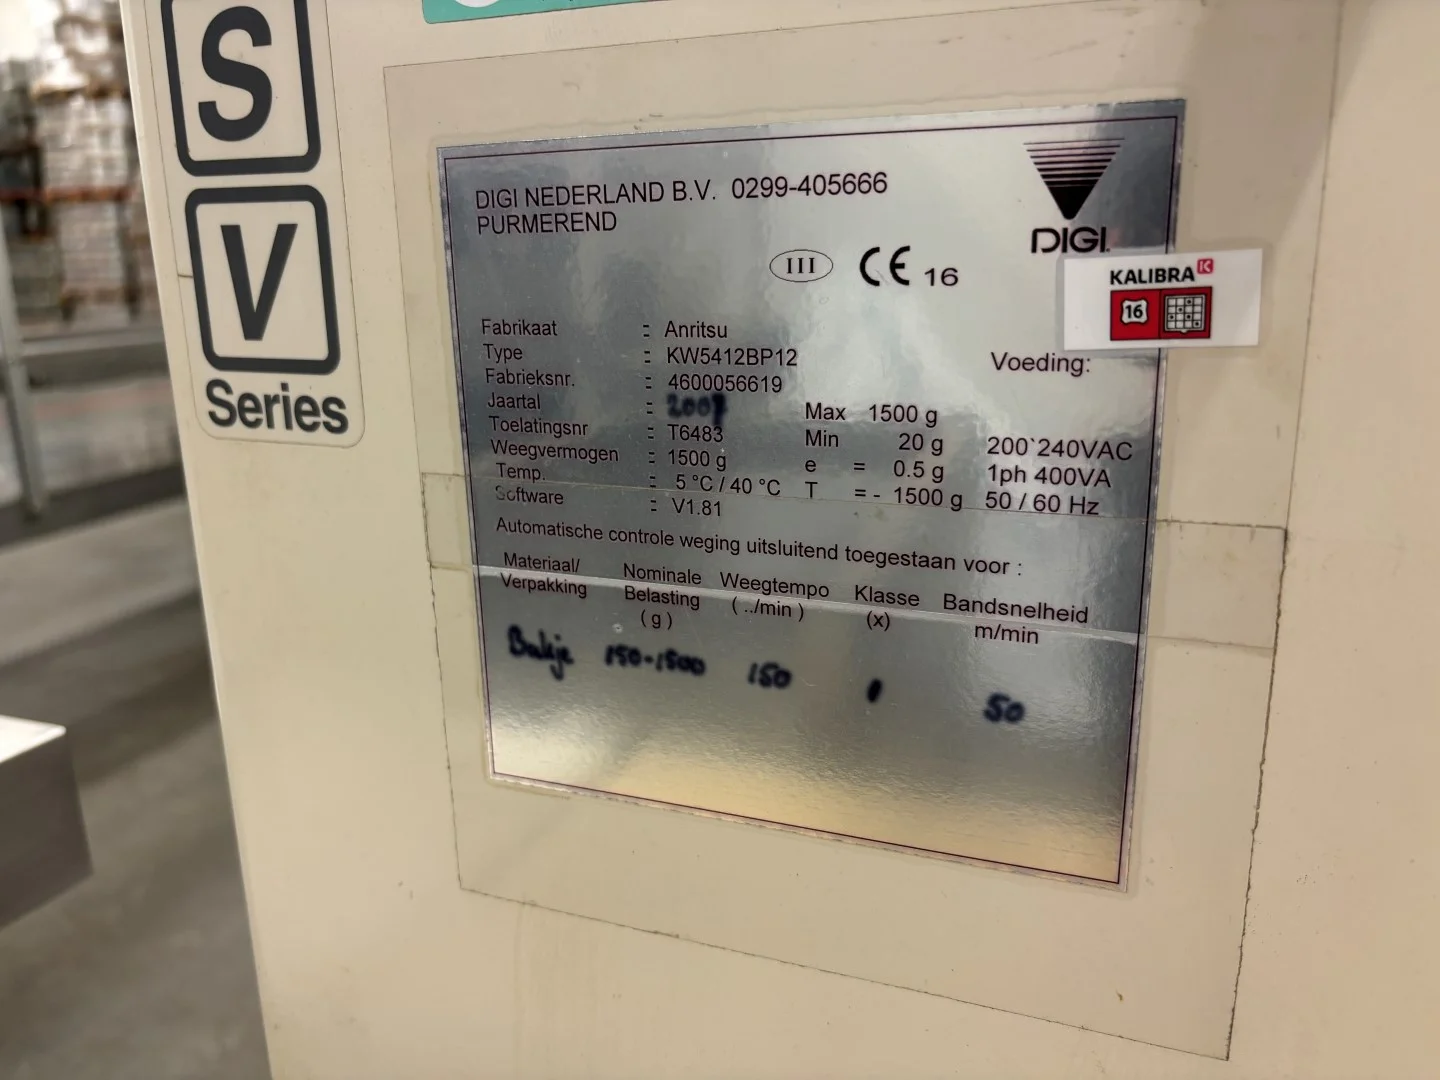 S
V
Series
DIGI NEDERLAND B.V. 0299-405666
PURMEREND
DIGI
III CE 16
KALIBRA K
16
Fabrikaat : Anritsu
Type : KW5412BP12
Fabrieksnr. : 4600056619
Jaartal : 2007
Toelatingsnr : T6483
Weegvermogen : 1500 g
Temp. : 5 °C / 40 °C
Software : V1.81
Max 1500 g
Min 20 g
e = 0.5 g
T = - 1500 g
Voeding:
200`240VAC
1ph 400VA
50 / 60 Hz
Automatische controle weging uitsluitend toegestaan voor :
Materiaal/ Nominale Weegtempo Klasse Bandsnelheid
Verpakking Belasting ( ../min ) (x) m/min
( g )
Bakje 150-1500 150 1 50